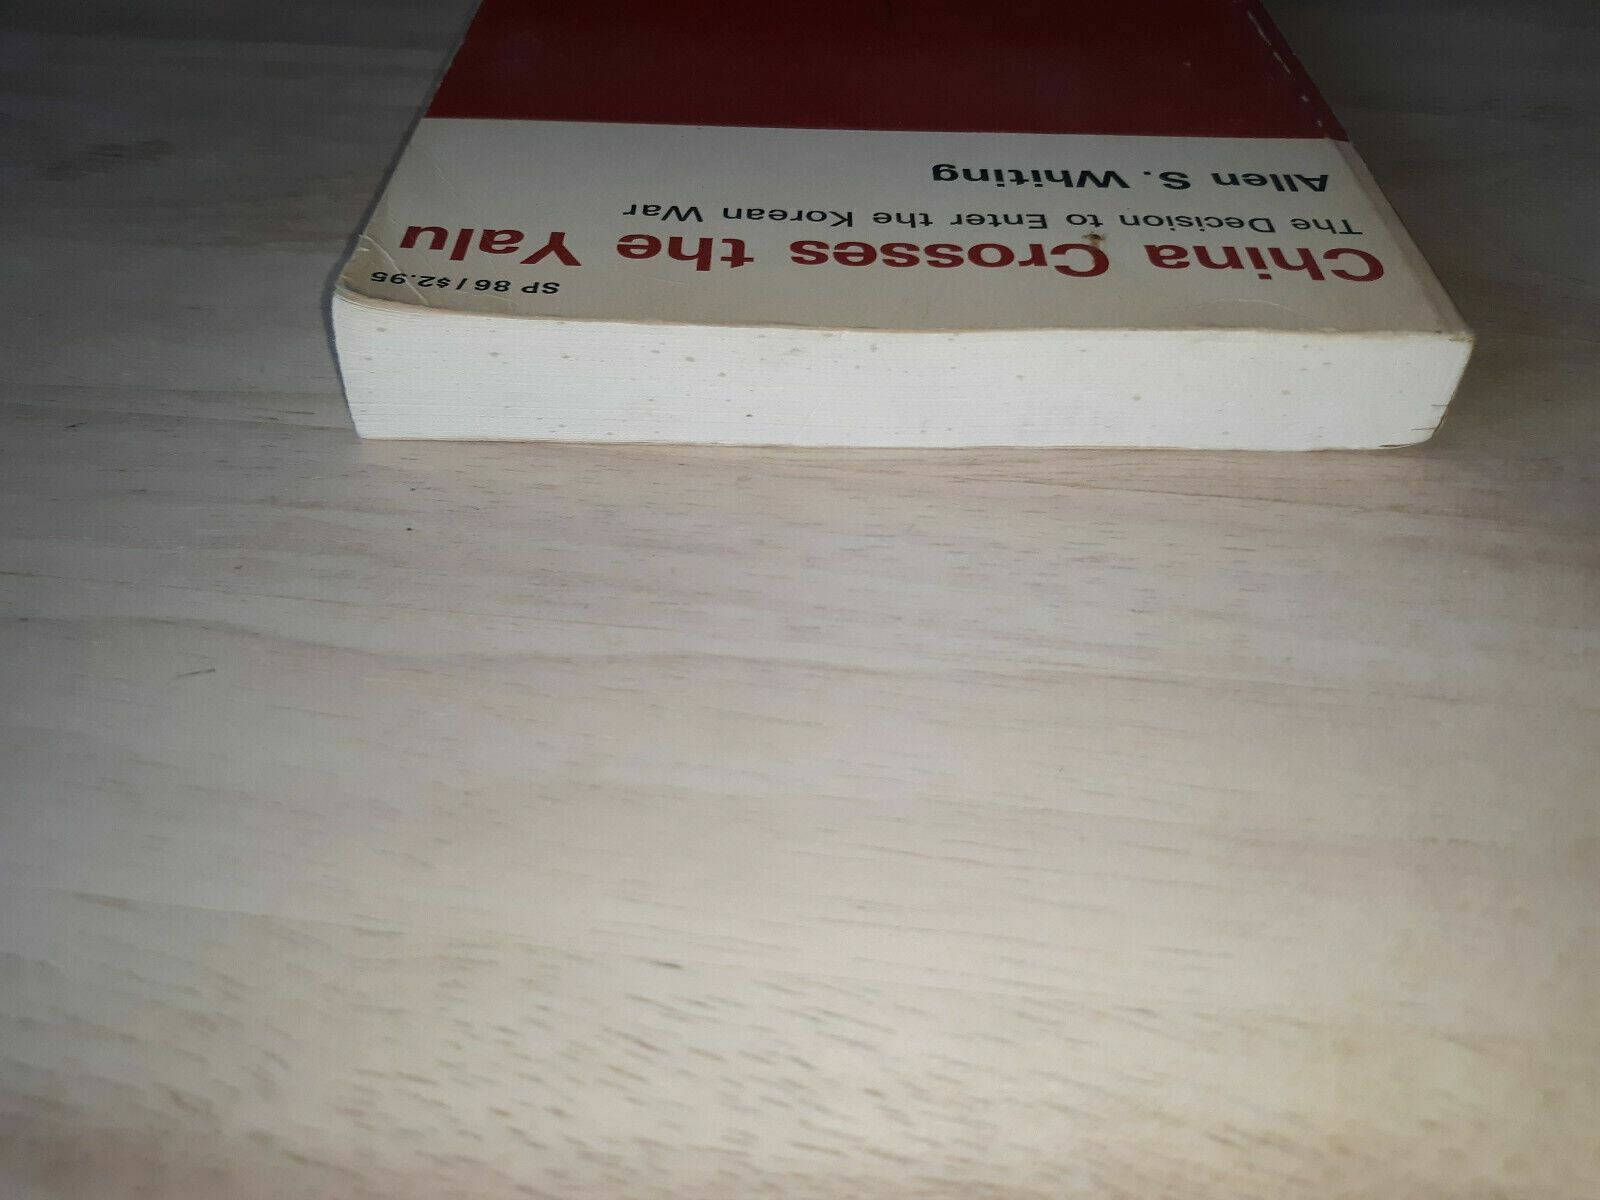 SP 86 / $2.95
China Crosses the Yalu
The Decision to Enter the Korean War
Allen S. Whiting